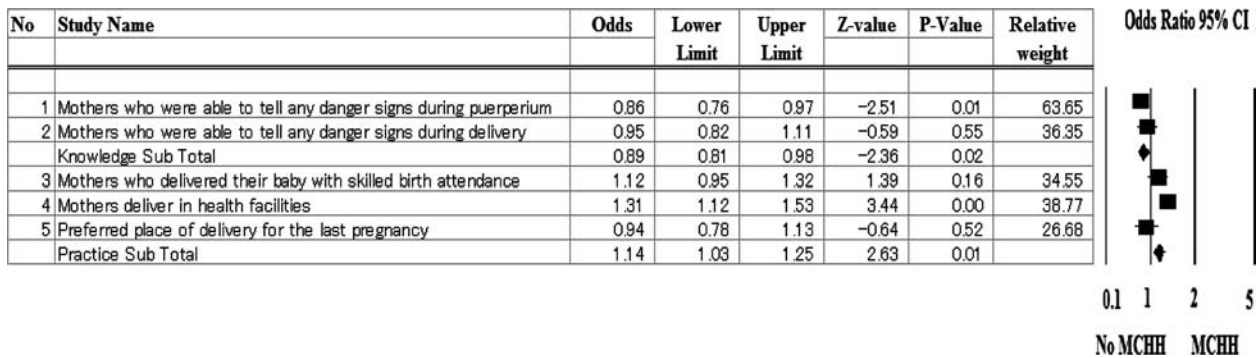 No Study Name Odds Lower Limit Upper Limit Z-value P-Value Relative weight Odds Ratio 95% CI
1 Mothers who were able to tell any danger signs during puerperium 0.86 0.76 0.97 −2.51 0.01 63.65
2 Mothers who were able to tell any danger signs during delivery 0.95 0.82 1.11 −0.59 0.55 36.35
Knowledge Sub Total 0.89 0.81 0.98 −2.36 0.02
3 Mothers who delivered their baby with skilled birth attendance 1.12 0.95 1.32 1.39 0.16 34.55
4 Mothers deliver in health facilities 1.31 1.12 1.53 3.44 0.00 38.77
5 Preferred place of delivery for the last pregnancy 0.94 0.78 1.13 −0.64 0.52 26.68
Practice Sub Total 1.14 1.03 1.25 2.63 0.01
0.1 1 2 5
No MCHH MCHH